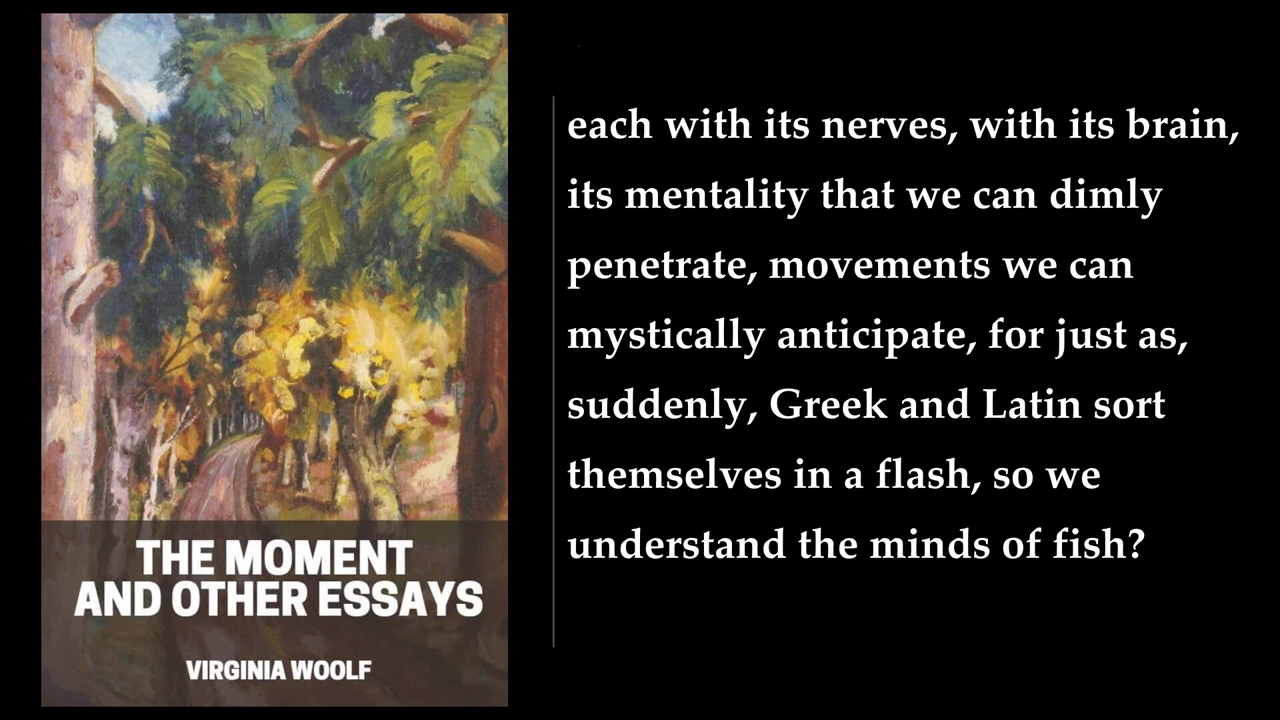 THE MOMENT
AND OTHER ESSAYS
VIRGINIA WOOLF
each with its nerves, with its brain,
its mentality that we can dimly
penetrate, movements we can
mystically anticipate, for just as,
suddenly, Greek and Latin sort
themselves in a flash, so we
understand the minds of fish?